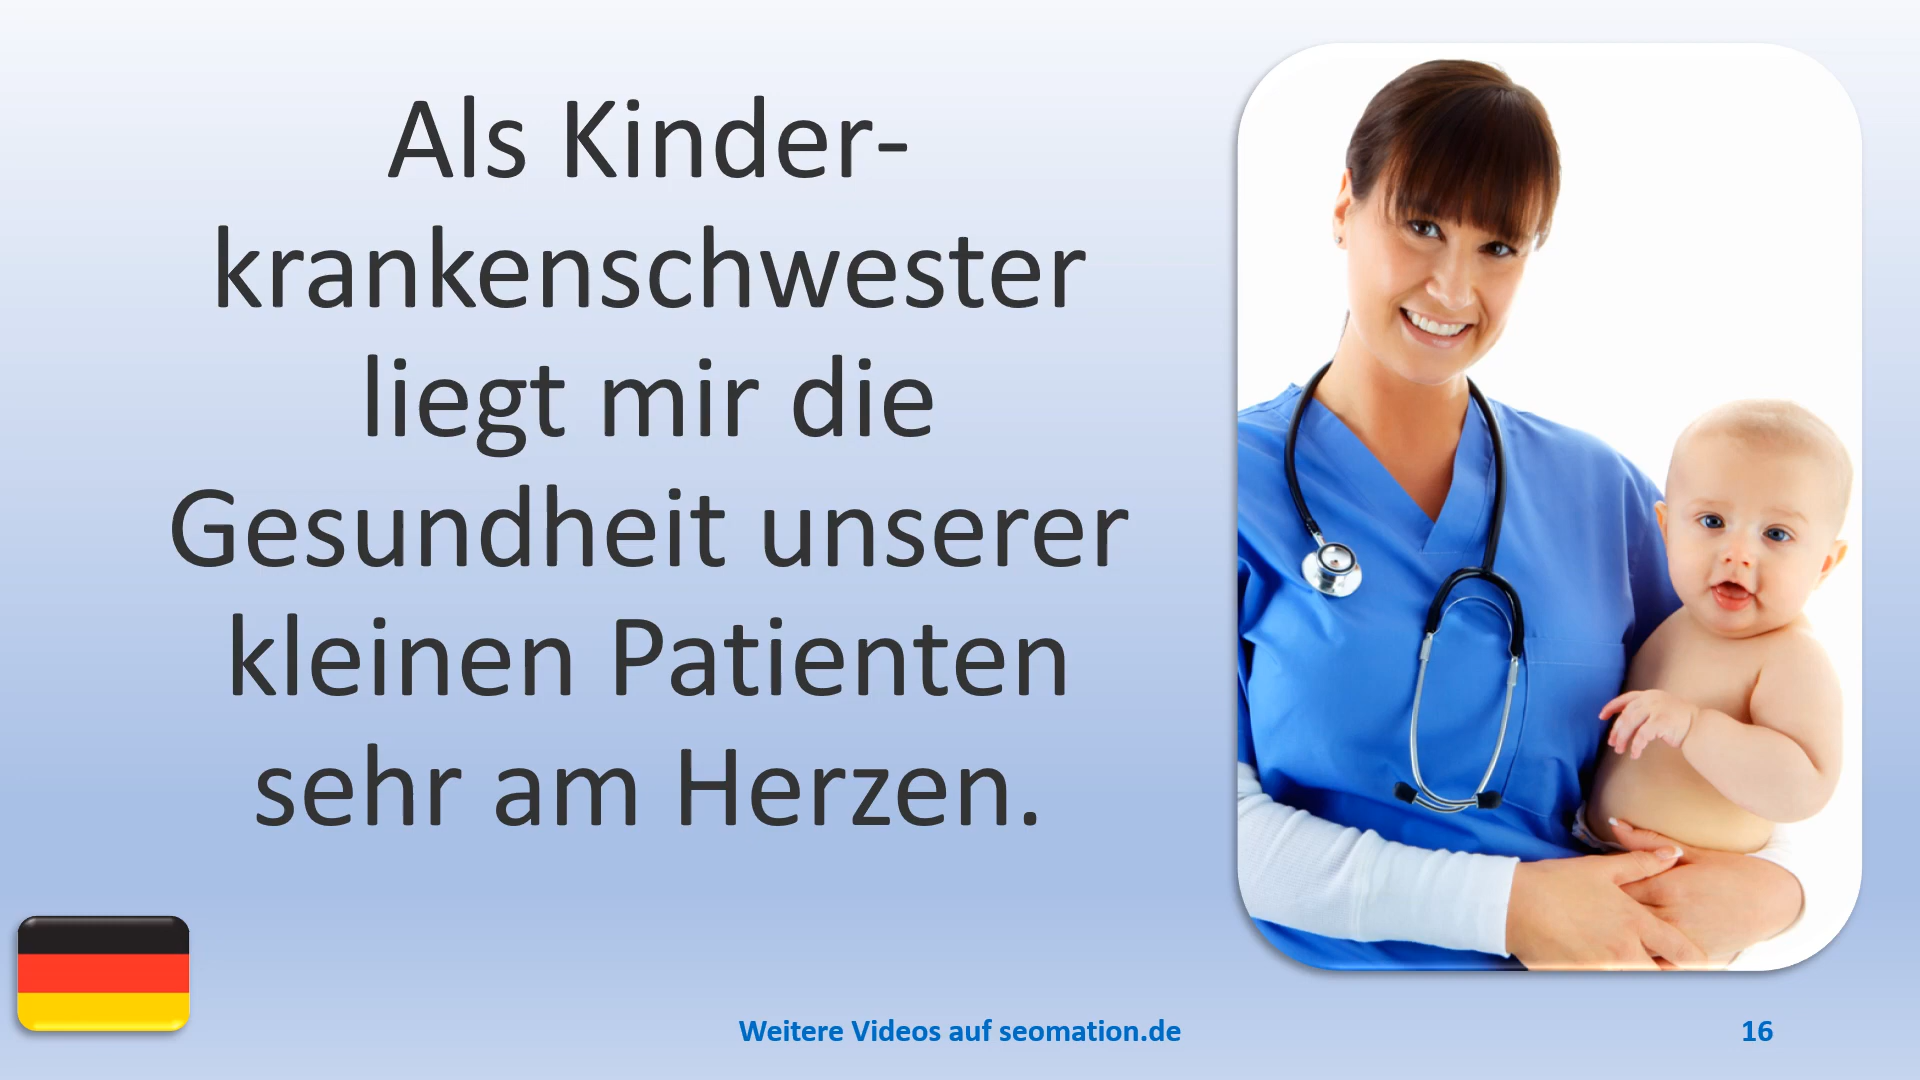 Als Kinder-
krankenschwester
liegt mir die
Gesundheit unserer
kleinen Patienten
sehr am Herzen.
Weitere Videos auf seomation.de
16